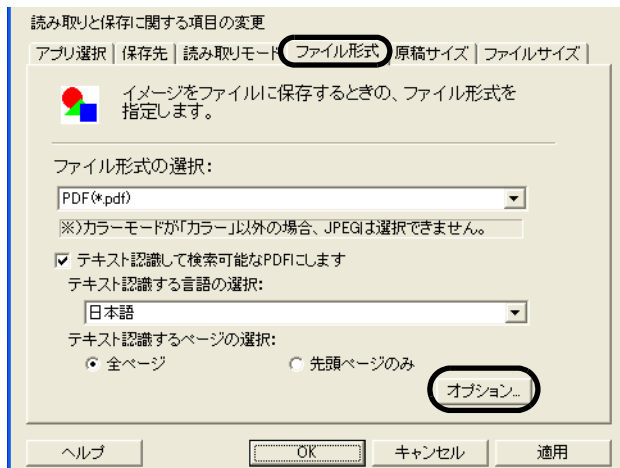 読み取りと保存に関する項目の変更
アプリ選択 保存先 読み取りモード ファイル形式 原稿サイズ ファイルサイズ
イメージをファイルに保存するときの、ファイル形式を
指定します。
ファイル形式の選択:
PDF(*.pdf)
※)カラーモードが「カラー」以外の場合、JPEGは選択できません。
テキスト認識して検索可能なPDFにします
テキスト認識する言語の選択:
日本語
テキスト認識するページの選択:
全ページ 先頭ページのみ
オプション...
ヘルプ OK キャンセル 適用